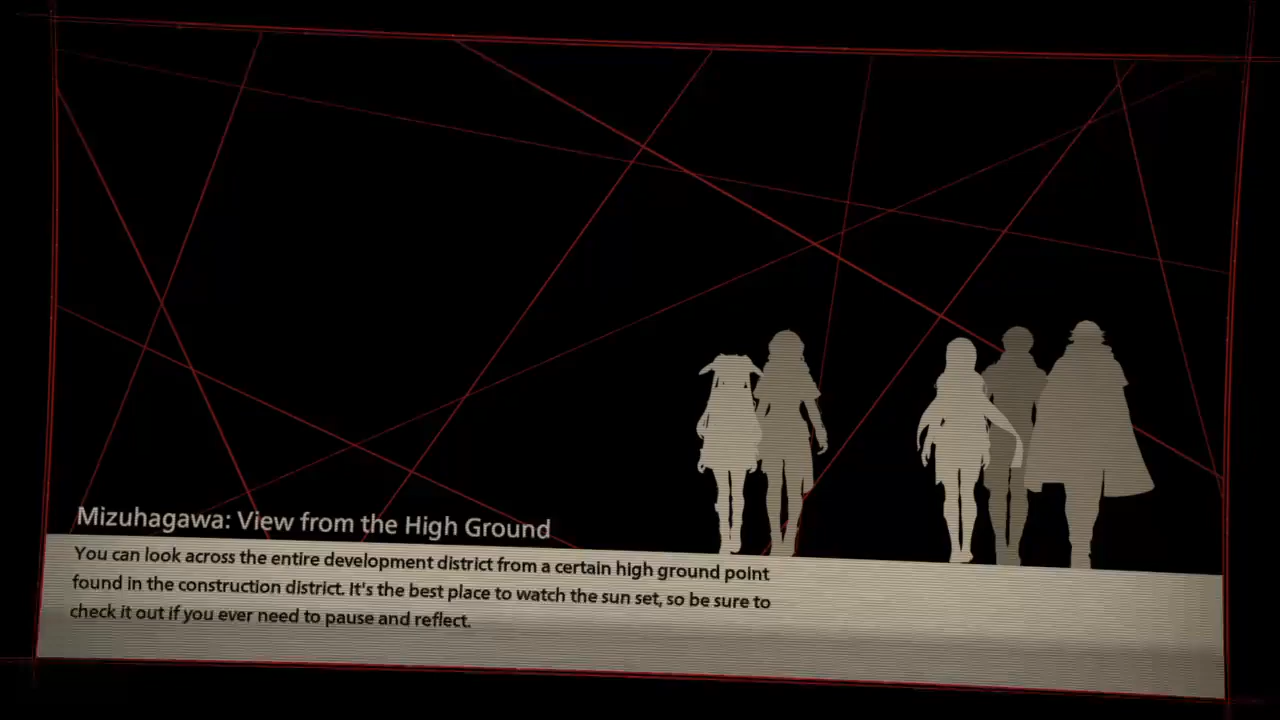 Mizuhagawa: View from the High Ground
You can look across the entire development district from a certain high ground point
found in the construction district. It's the best place to watch the sun set, so be sure to
check it out if you ever need to pause and reflect.